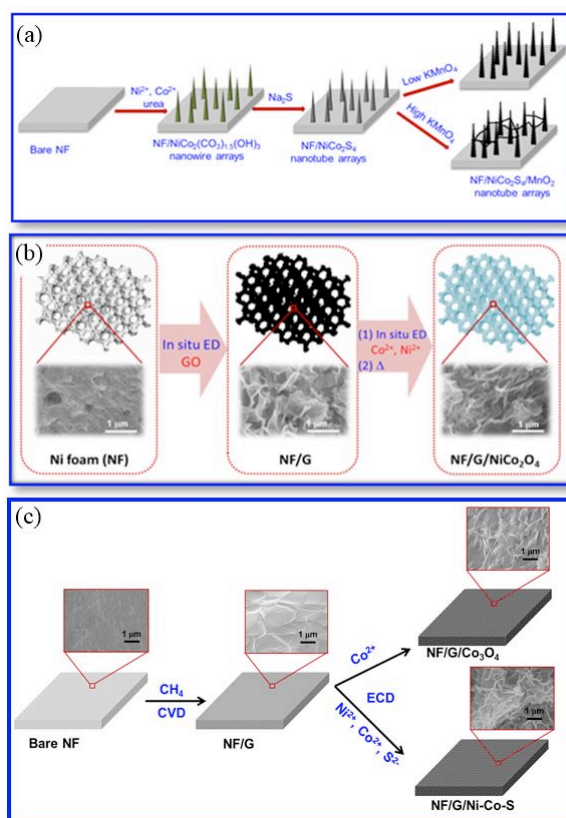 (a)
Ni²⁺, Co²⁺
urea
Na₂S
Low KMnO₄
High KMnO₄
Bare NF
NF/NiCo₂(CO₃)₁.₅(OH)₃
nanowire arrays
NF/NiCo₂S₄
nanotube arrays
NF/NiCo₂S₄/MnO₂
nanotube arrays
(b)
In situ ED
GO
(1) In situ ED
Co²⁺, Ni²⁺
(2) Δ
1 μm
1 μm
1 μm
Ni foam (NF)
NF/G
NF/G/NiCo₂O₄
(c)
1 μm
1 μm
1 μm
CH₄
CVD
Co²⁺
ECD
Ni²⁺, Co²⁺, S²⁻
NF/G/Co₃O₄
1 μm
Bare NF
NF/G
NF/G/Ni-Co-S